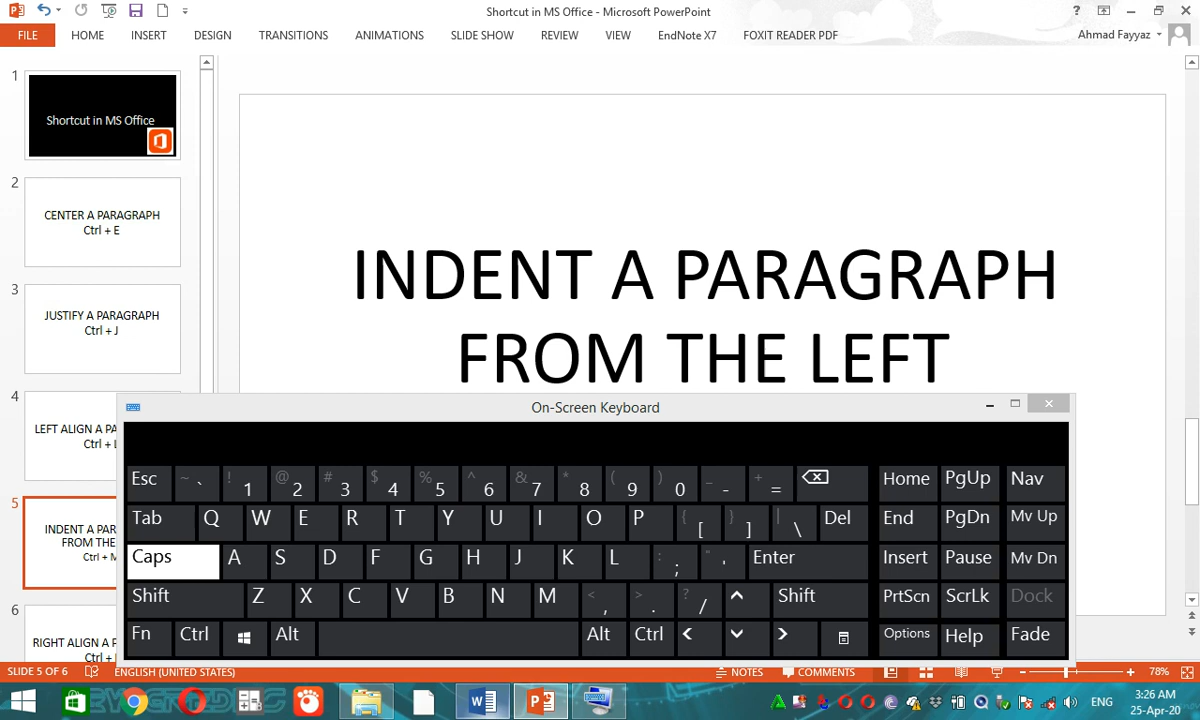 Shortcut in MS Office - Microsoft PowerPoint
?
FILE HOME INSERT DESIGN TRANSITIONS ANIMATIONS SLIDE SHOW REVIEW VIEW EndNote X7 FOXIT READER PDF Ahmad Fayyaz
1
Shortcut in MS Office
2
CENTER A PARAGRAPH
Ctrl + E
3
JUSTIFY A PARAGRAPH
Ctrl + J
4
LEFT ALIGN A PA
Ctrl + L
5
INDENT A PAR
FROM THE
Ctrl + M
6
RIGHT ALIGN A P
Ctrl +
INDENT A PARAGRAPH
FROM THE LEFT
On-Screen Keyboard
Esc ~ ` ! 1 @ 2 # 3 $ 4 % 5 ^ 6 & 7 * 8 ( 9 ) 0 _ - + = Home PgUp Nav
Tab Q W E R T Y U I O P { [ } ] | \ Del End PgDn Mv Up
Caps A S D F G H J K L : ; " ' Enter Insert Pause Mv Dn
Shift Z X C V B N M < , > . ? / Shift PrtScn ScrLk Dock
Fn Ctrl Alt Alt Ctrl Options Help Fade
SLIDE 5 OF 6 ENGLISH (UNITED STATES) NOTES COMMENTS 78%
ENG
3:26 AM
25-Apr-20